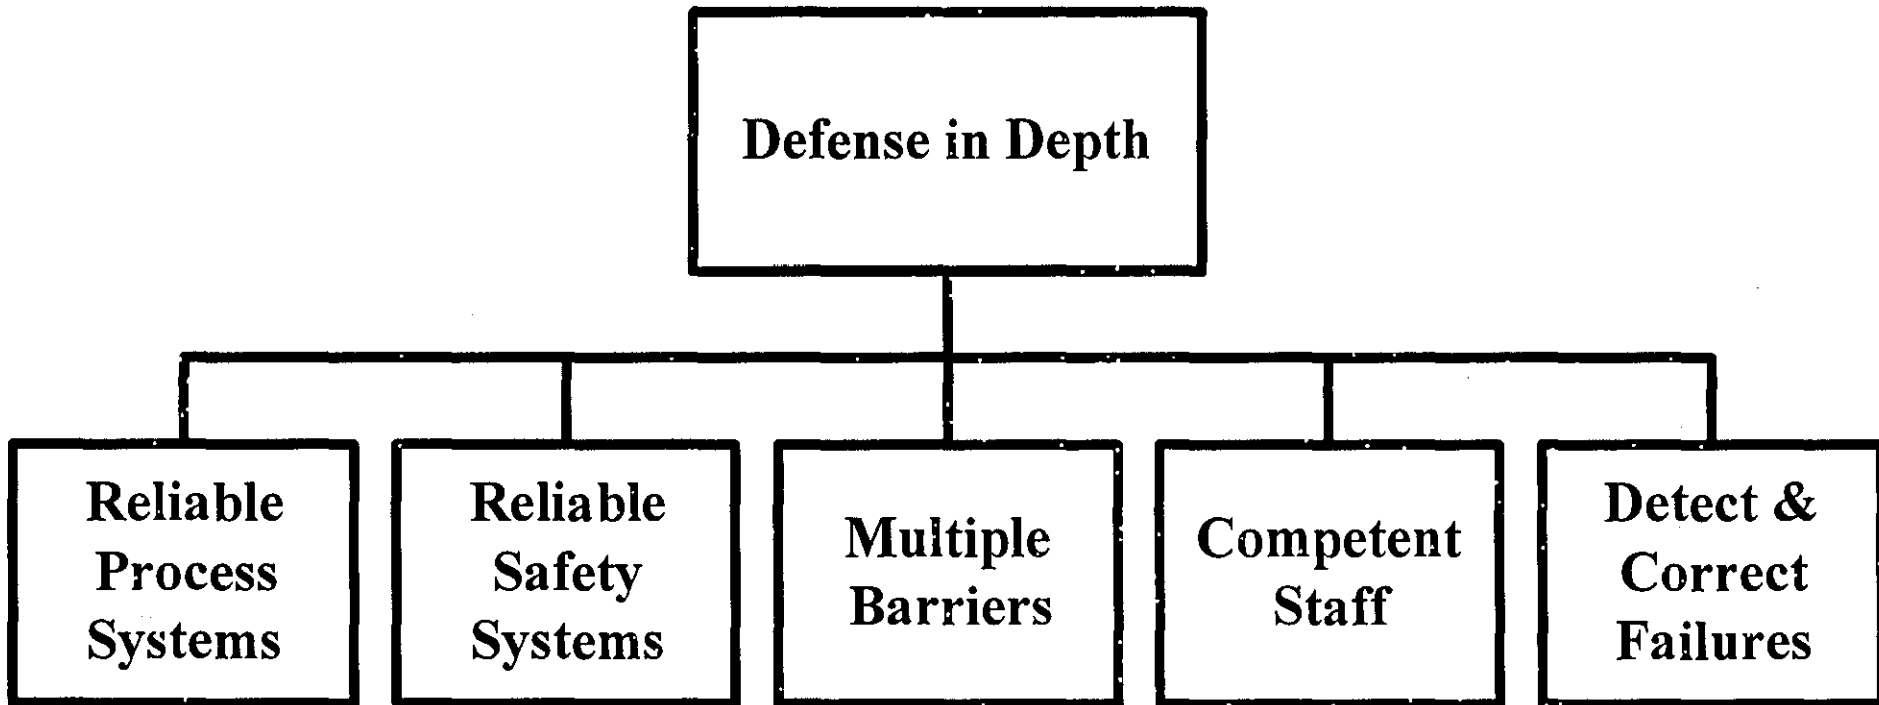 Defense in Depth
Reliable
Process
Systems
Reliable
Safety
Systems
Multiple
Barriers
Competent
Staff
Detect &
Correct
Failures